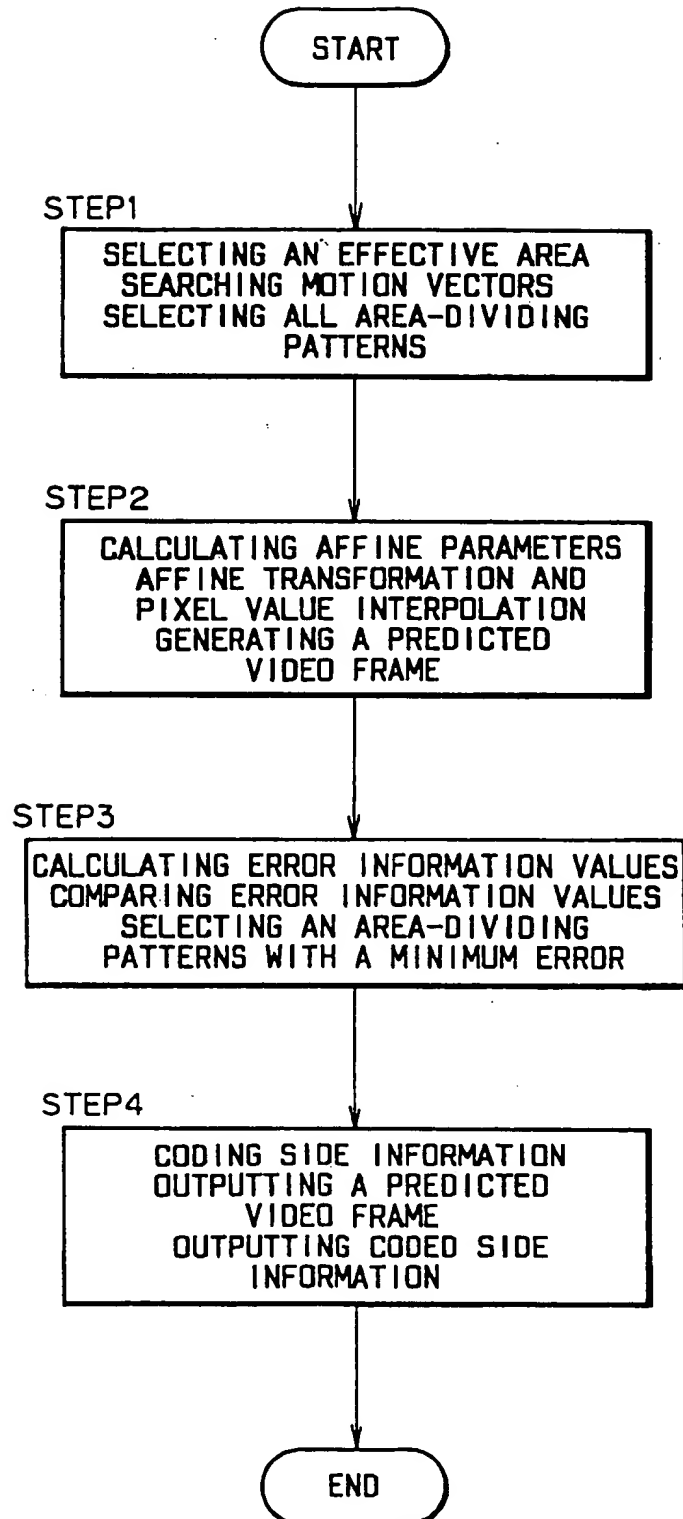 START
STEP1
SELECTING AN EFFECTIVE AREA
SEARCHING MOTION VECTORS
SELECTING ALL AREA-DIVIDING
PATTERNS
STEP2
CALCULATING AFFINE PARAMETERS
AFFINE TRANSFORMATION AND
PIXEL VALUE INTERPOLATION
GENERATING A PREDICTED
VIDEO FRAME
STEP3
CALCULATING ERROR INFORMATION VALUES
COMPARING ERROR INFORMATION VALUES
SELECTING AN AREA-DIVIDING
PATTERNS WITH A MINIMUM ERROR
STEP4
CODING SIDE INFORMATION
OUTPUTTING A PREDICTED
VIDEO FRAME
OUTPUTTING CODED SIDE
INFORMATION
END